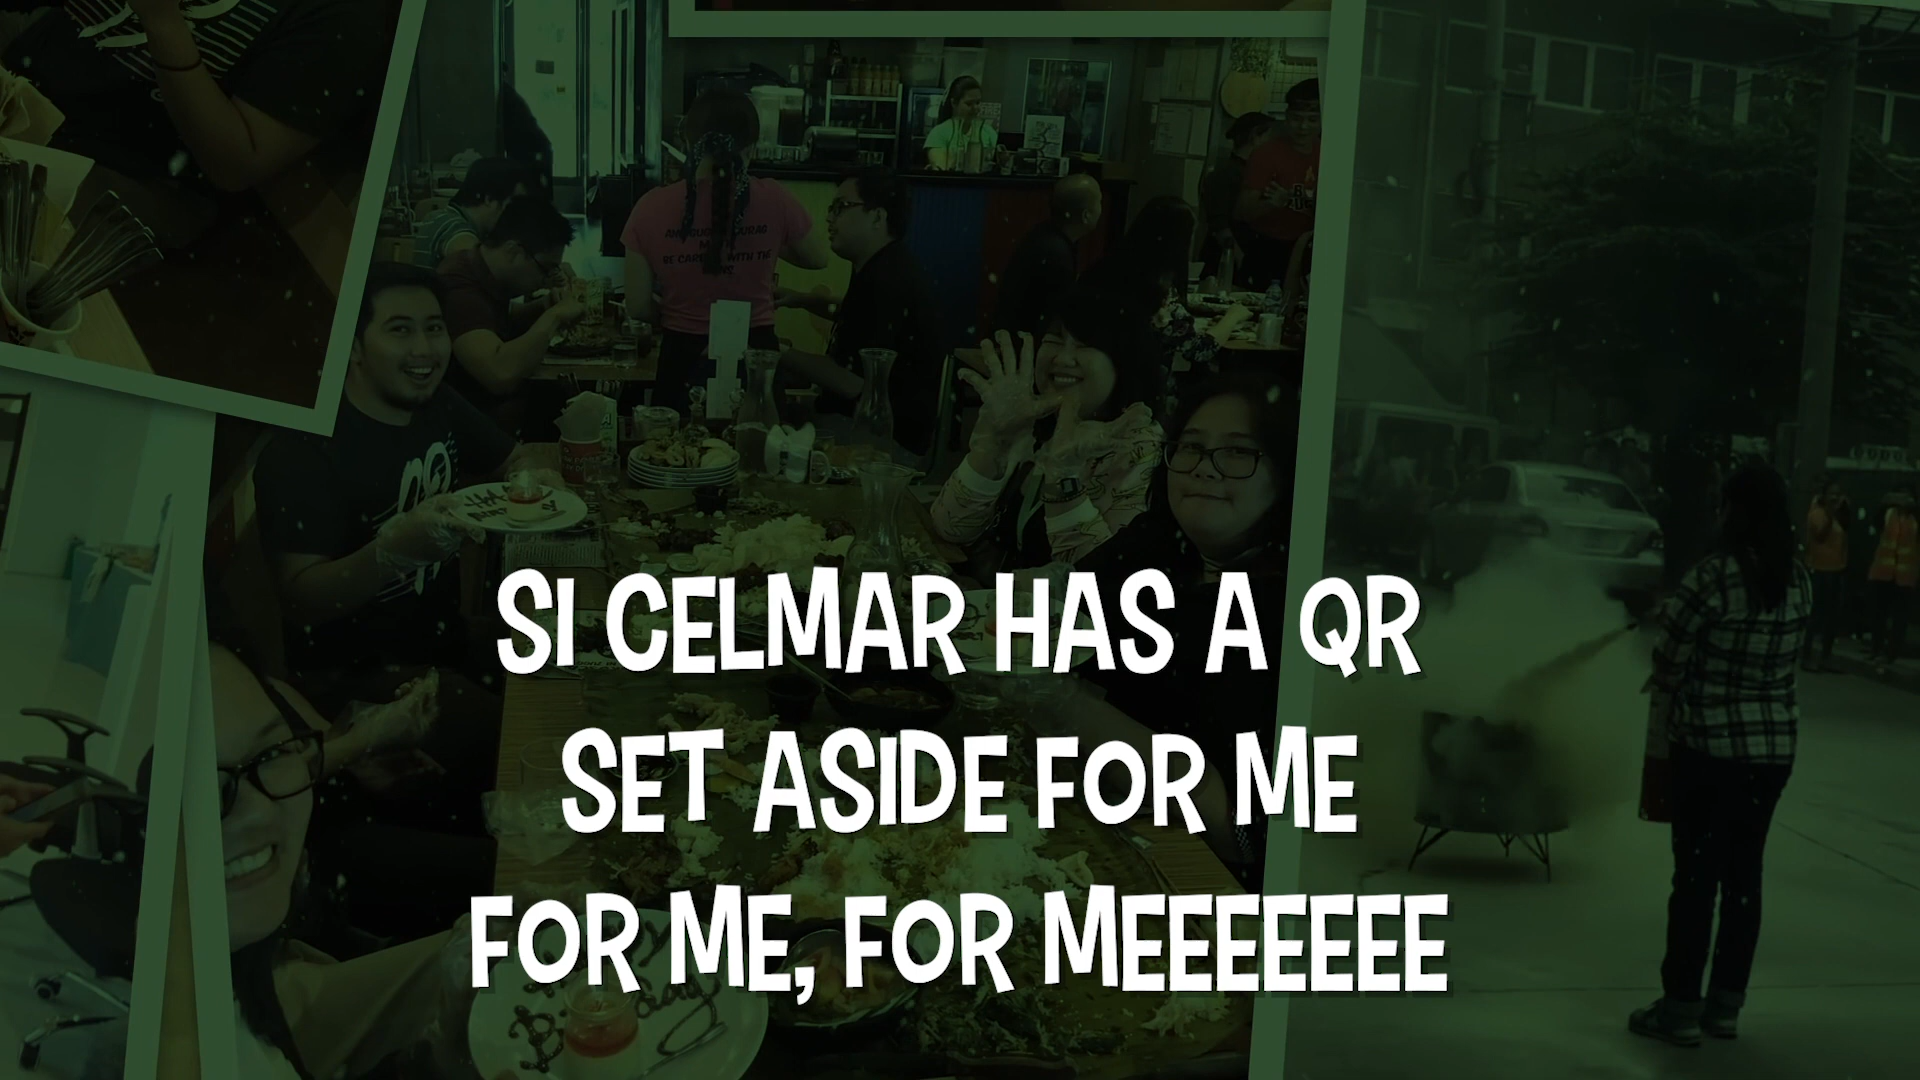 SI CELMAR HAS A QR
SET ASIDE FOR ME
FOR ME, FOR MEEEEEEE